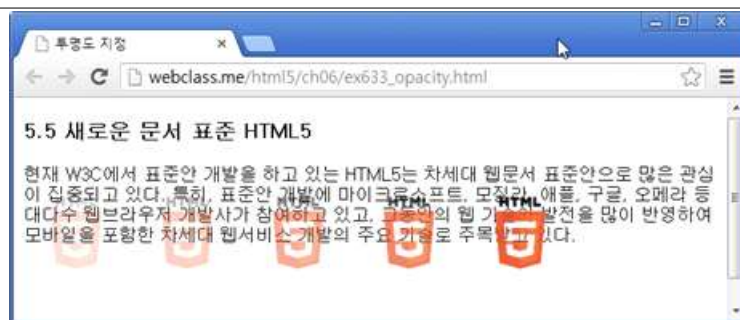 투명도 지정
webclass.me/html5/ch06/ex633_opacity.html
5.5 새로운 문서 표준 HTML5
현재 W3C에서 표준안 개발을 하고 있는 HTML5는 차세대 웹문서 표준안으로 많은 관심
이 집중되고 있다. 특히, 표준안 개발에 마이크로소프트, 모질라, 애플, 구글, 오페라 등
대다수 웹브라우저 개발사가 참여하고 있고, 그동안의 웹 기술의 발전을 많이 반영하여
모바일을 포함한 차세대 웹서비스 개발의 주요 기술로 주목받고 있다.
HTML HTML HTML HTML HTML